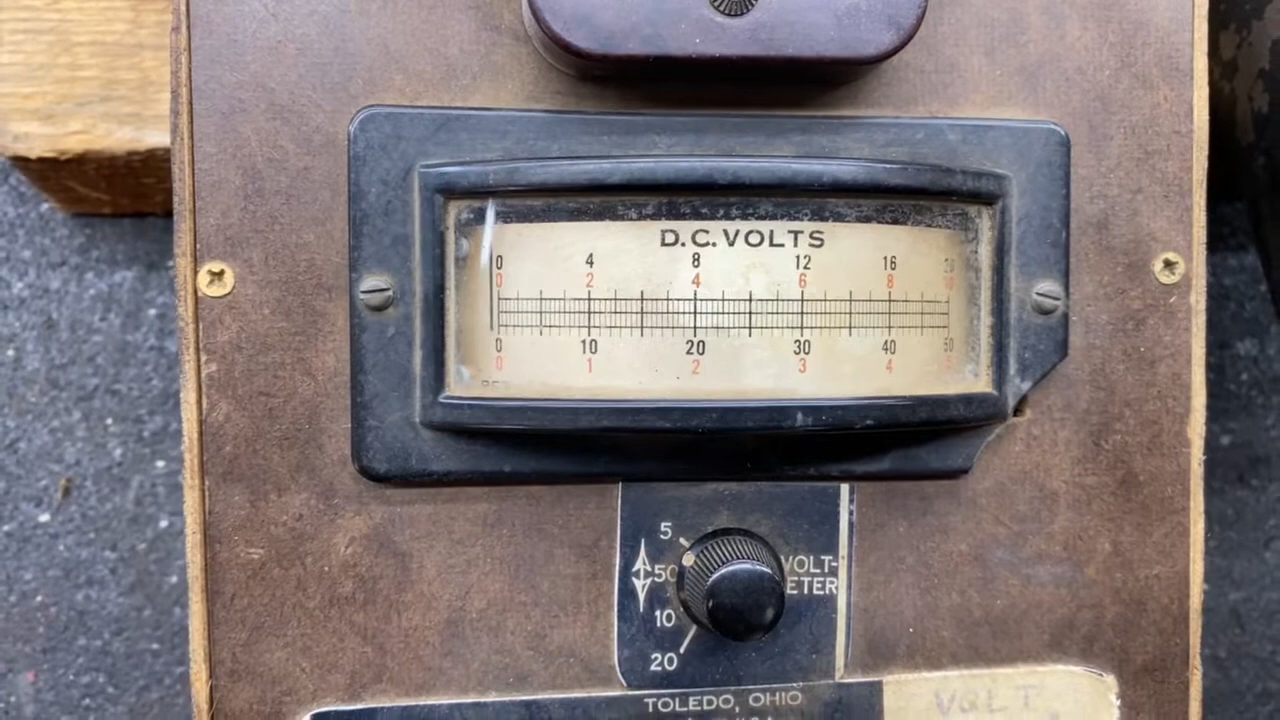 D.C. VOLTS
0 4 8 12 16 20
0 2 4 6 8 10
0 10 20 30 40 50
0 1 2 3 4
5
50
10
20
VOLT-
ETER
TOLEDO, OHIO
VOLT